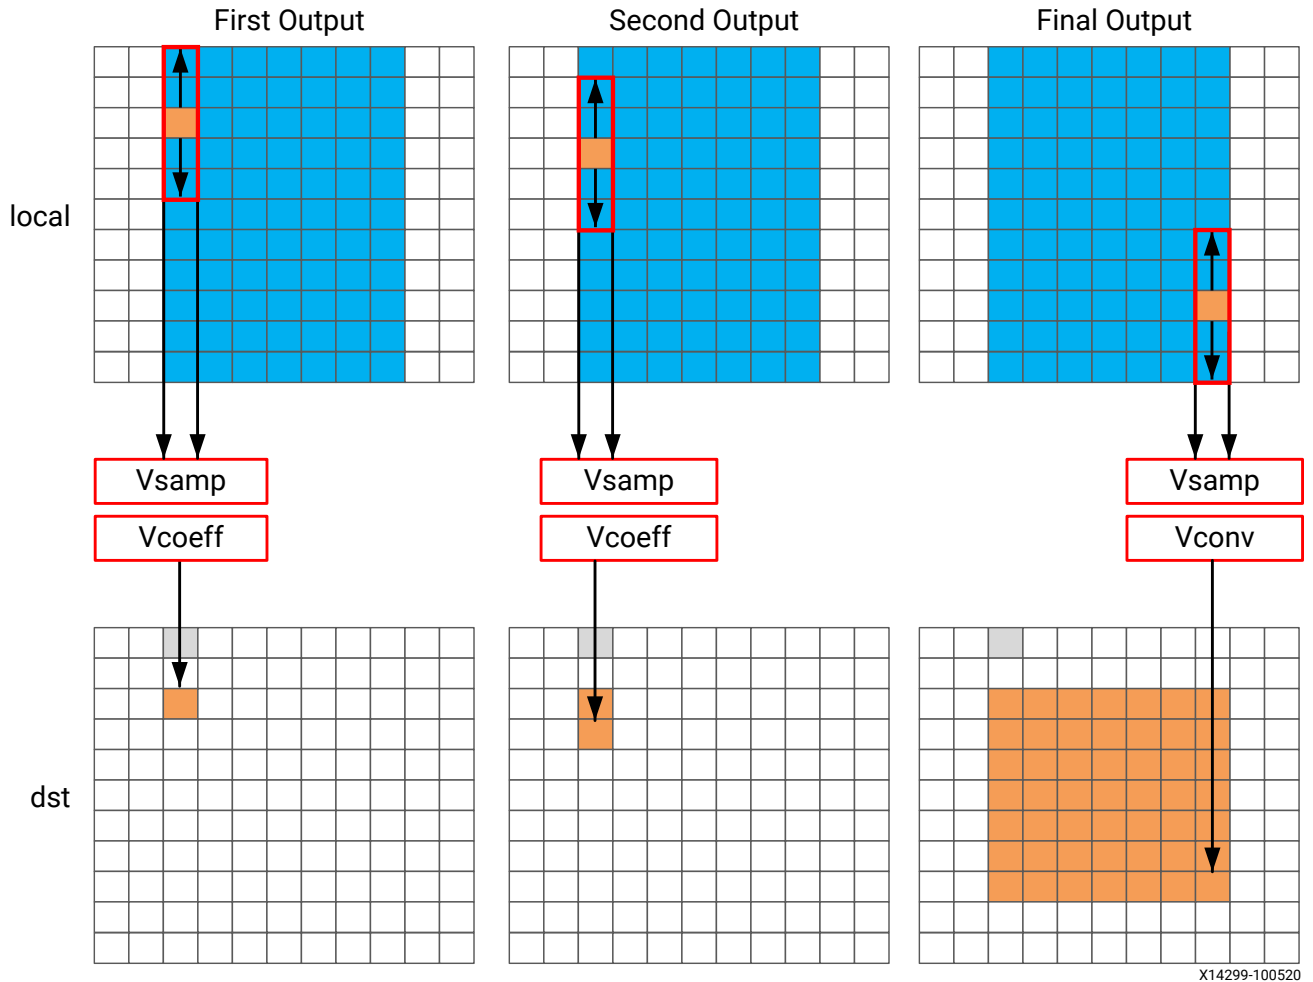 First Output
Second Output
Final Output
local
Vsamp
Vsamp
Vsamp
Vcoeff
Vcoeff
Vconv
dst
X14299-100520